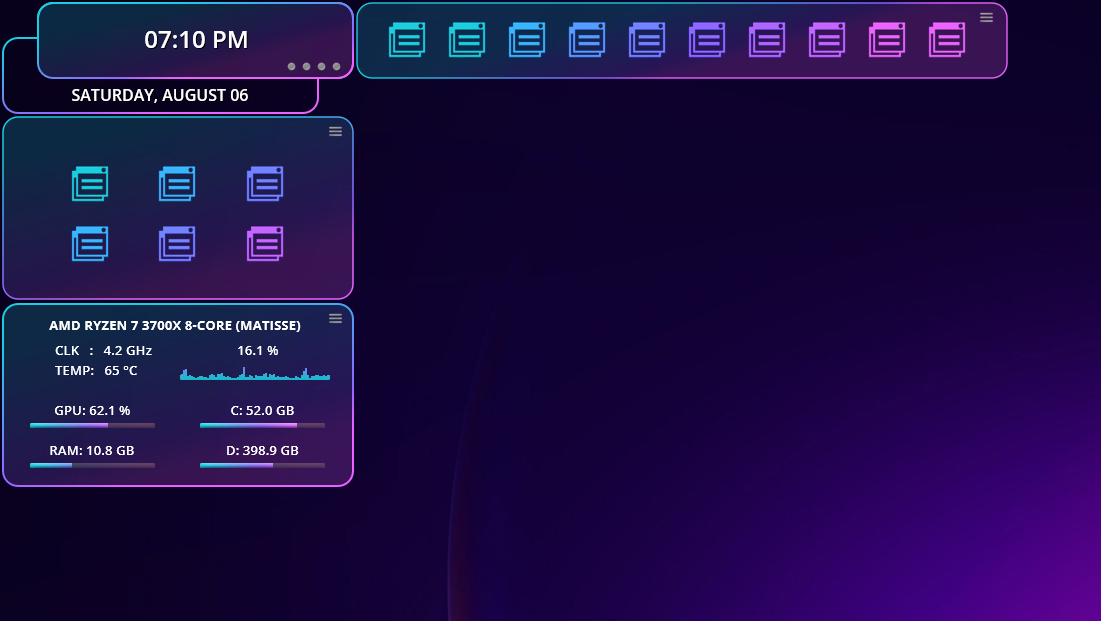 07:10 PM
SATURDAY, AUGUST 06
AMD RYZEN 7 3700X 8-CORE (MATISSE)
CLK : 4.2 GHz
16.1 %
TEMP: 65 °C
GPU: 62.1 %
C: 52.0 GB
RAM: 10.8 GB
D: 398.9 GB